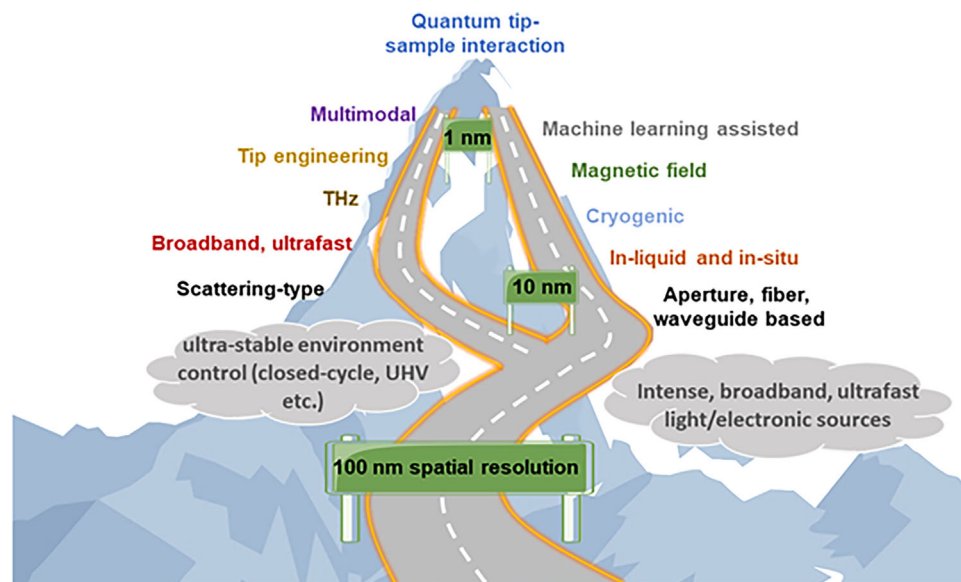 Quantum tip-
sample interaction
Multimodal
1 nm
Machine learning assisted
Tip engineering
Magnetic field
THz
Cryogenic
Broadband, ultrafast
In-liquid and in-situ
Scattering-type
10 nm
Aperture, fiber,
waveguide based
ultra-stable environment
control (closed-cycle, UHV
etc.)
Intense, broadband, ultrafast
light/electronic sources
100 nm spatial resolution